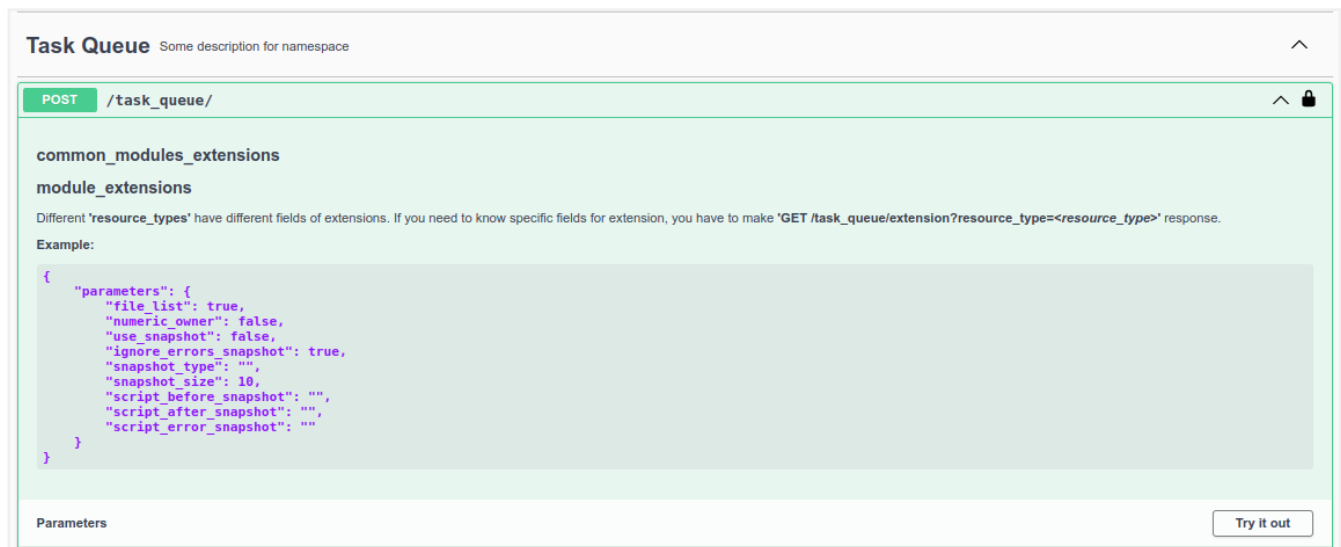 Task Queue Some description for namespace
POST /task_queue/
common_modules_extensions
module_extensions
Different 'resource_types' have different fields of extensions. If you need to know specific fields for extension, you have to make 'GET /task_queue/extension?resource_type=<resource_type>' response.
Example:
{
    "parameters": {
        "file_list": true,
        "numeric_owner": false,
        "use_snapshot": false,
        "ignore_errors_snapshot": true,
        "snapshot_type": "",
        "snapshot_size": 10,
        "script_before_snapshot": "",
        "script_after_snapshot": "",
        "script_error_snapshot": ""
    }
}
Parameters
Try it out